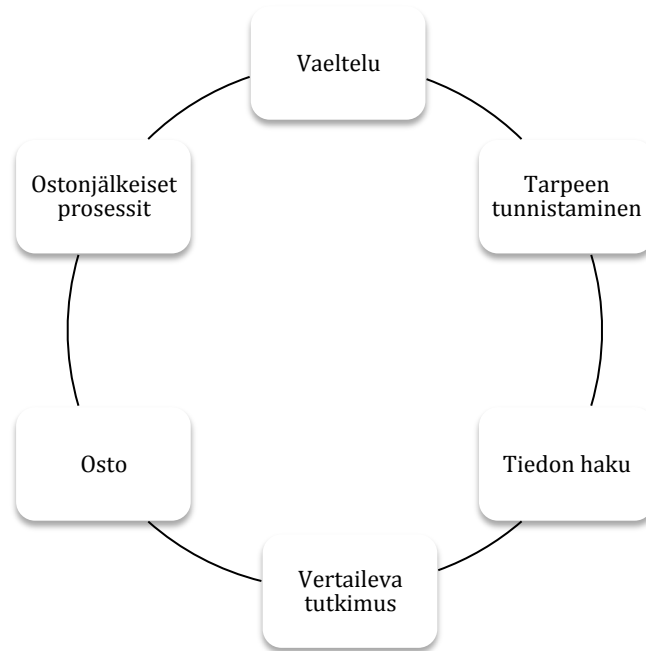 Vaeltelu
Tarpeen
tunnistaminen
Tiedon haku
Vertaileva
tutkimus
Osto
Ostonjälkeiset
prosessit